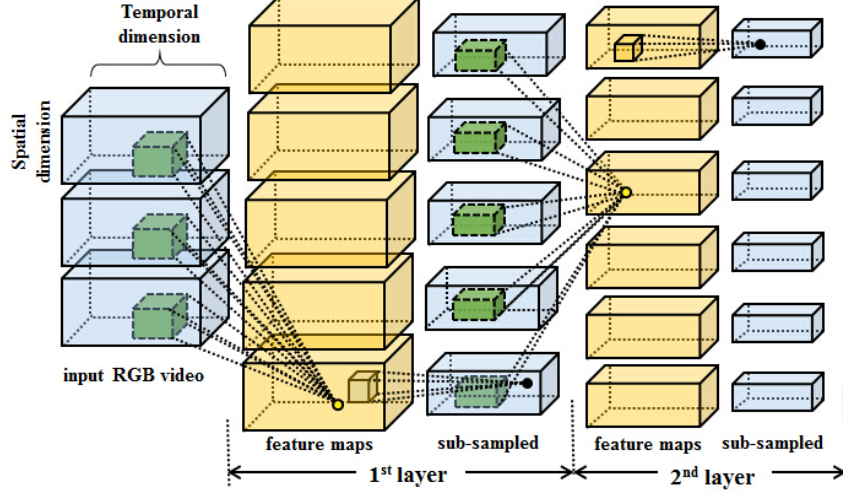 Temporal
dimension
Spatial
dimension
input RGB video
feature maps
sub-sampled
feature maps
sub-sampled
1st layer
2nd layer